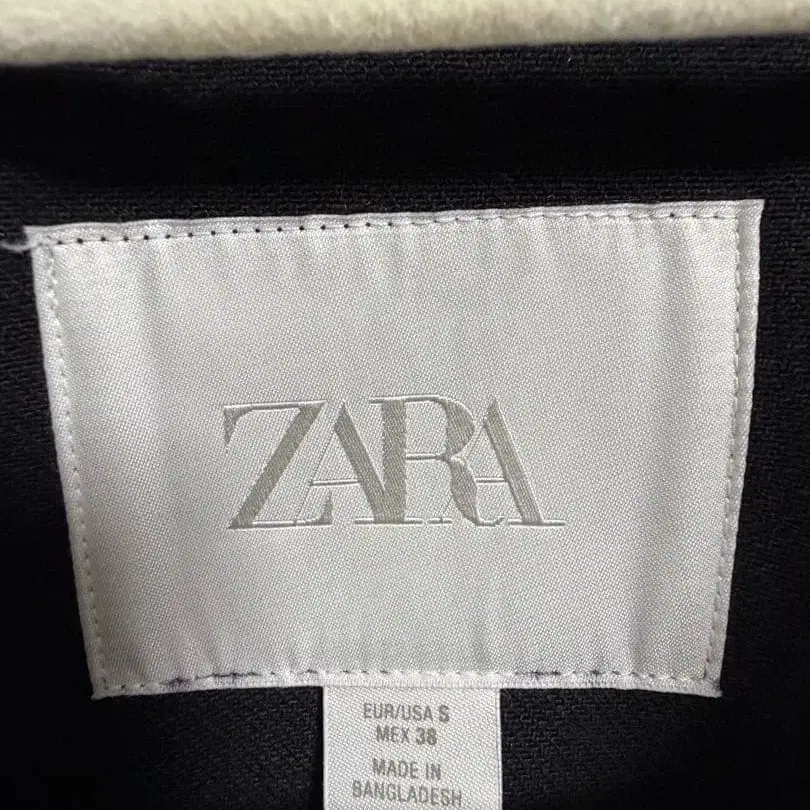 ZARA
EUR/USA S
MEX 38
MADE IN
BANGLADESH